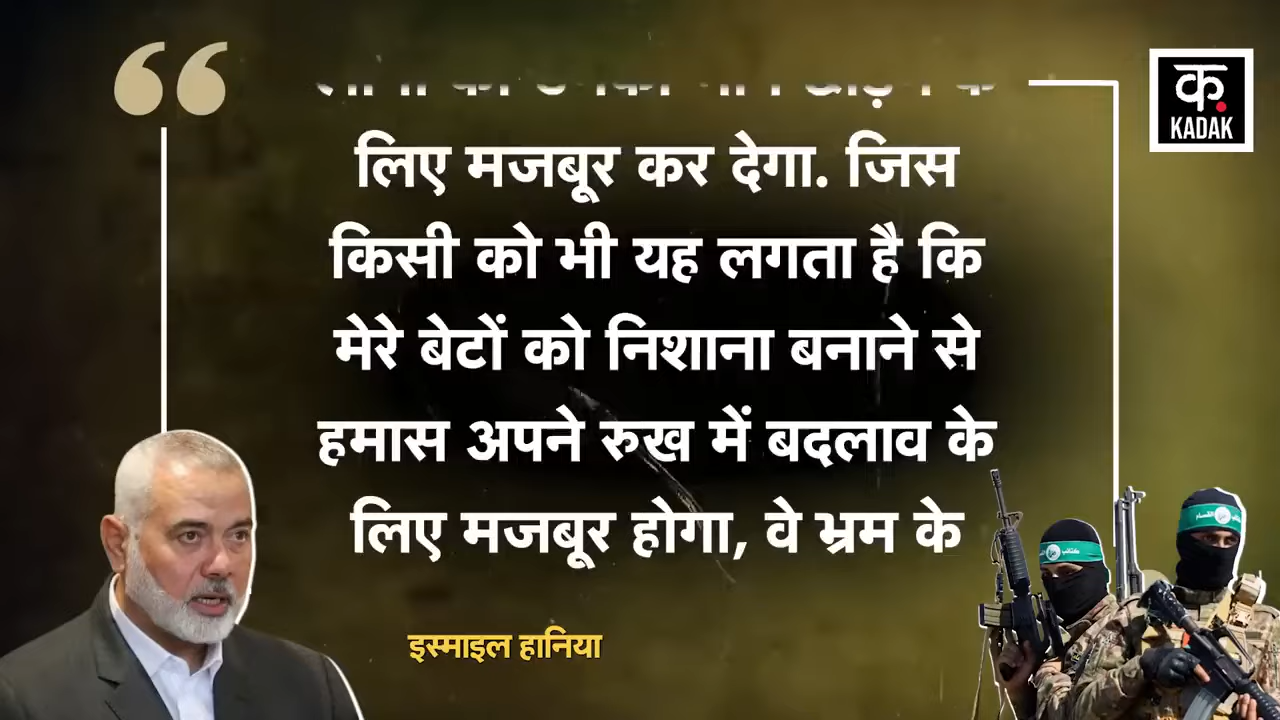 क
KADAK
लिए मजबूर कर देगा. जिस
किसी को भी यह लगता है कि
मेरे बेटों को निशाना बनाने से
हमास अपने रुख में बदलाव के
लिए मजबूर होगा, वे भ्रम के
इस्माइल हानिया